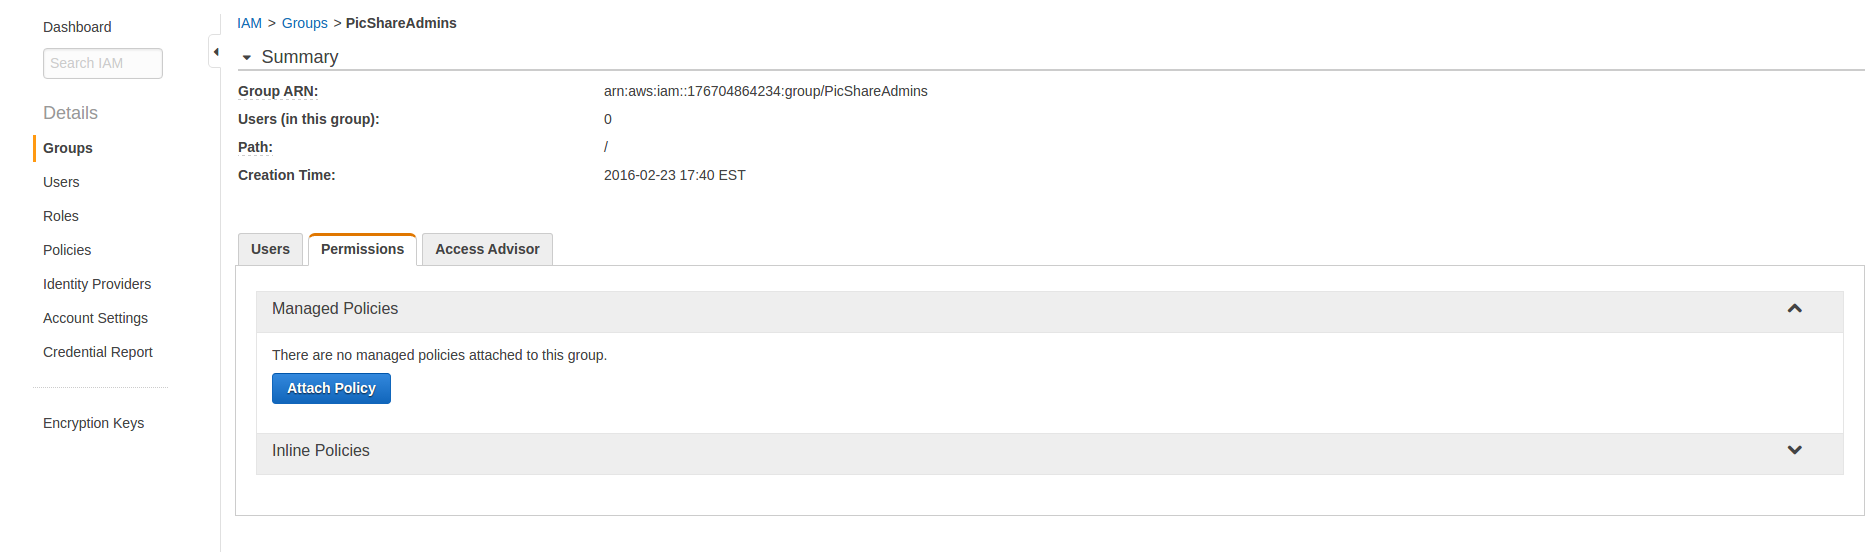 Dashboard
Search IAM
Details
Groups
Users
Roles
Policies
Identity Providers
Account Settings
Credential Report
Encryption Keys
IAM > Groups > PicShareAdmins
Summary
Group ARN: arn:aws:iam::176704864234:group/PicShareAdmins
Users (in this group): 0
Path: /
Creation Time: 2016-02-23 17:40 EST
Users Permissions Access Advisor
Managed Policies
There are no managed policies attached to this group.
Attach Policy
Inline Policies